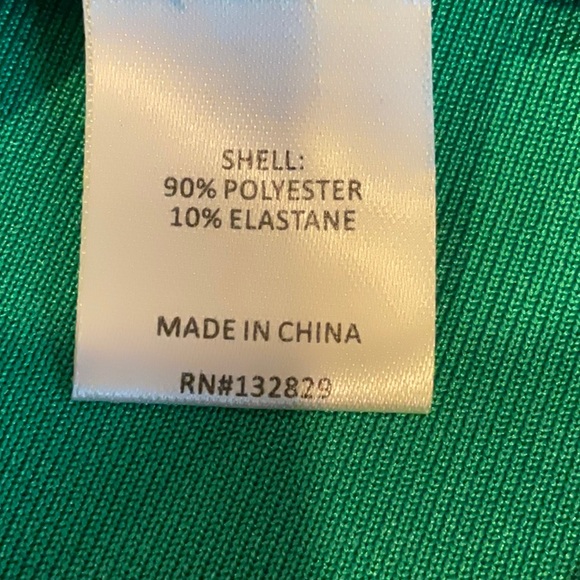 SHELL:
90% POLYESTER
10% ELASTANE
MADE IN CHINA
RN#132829